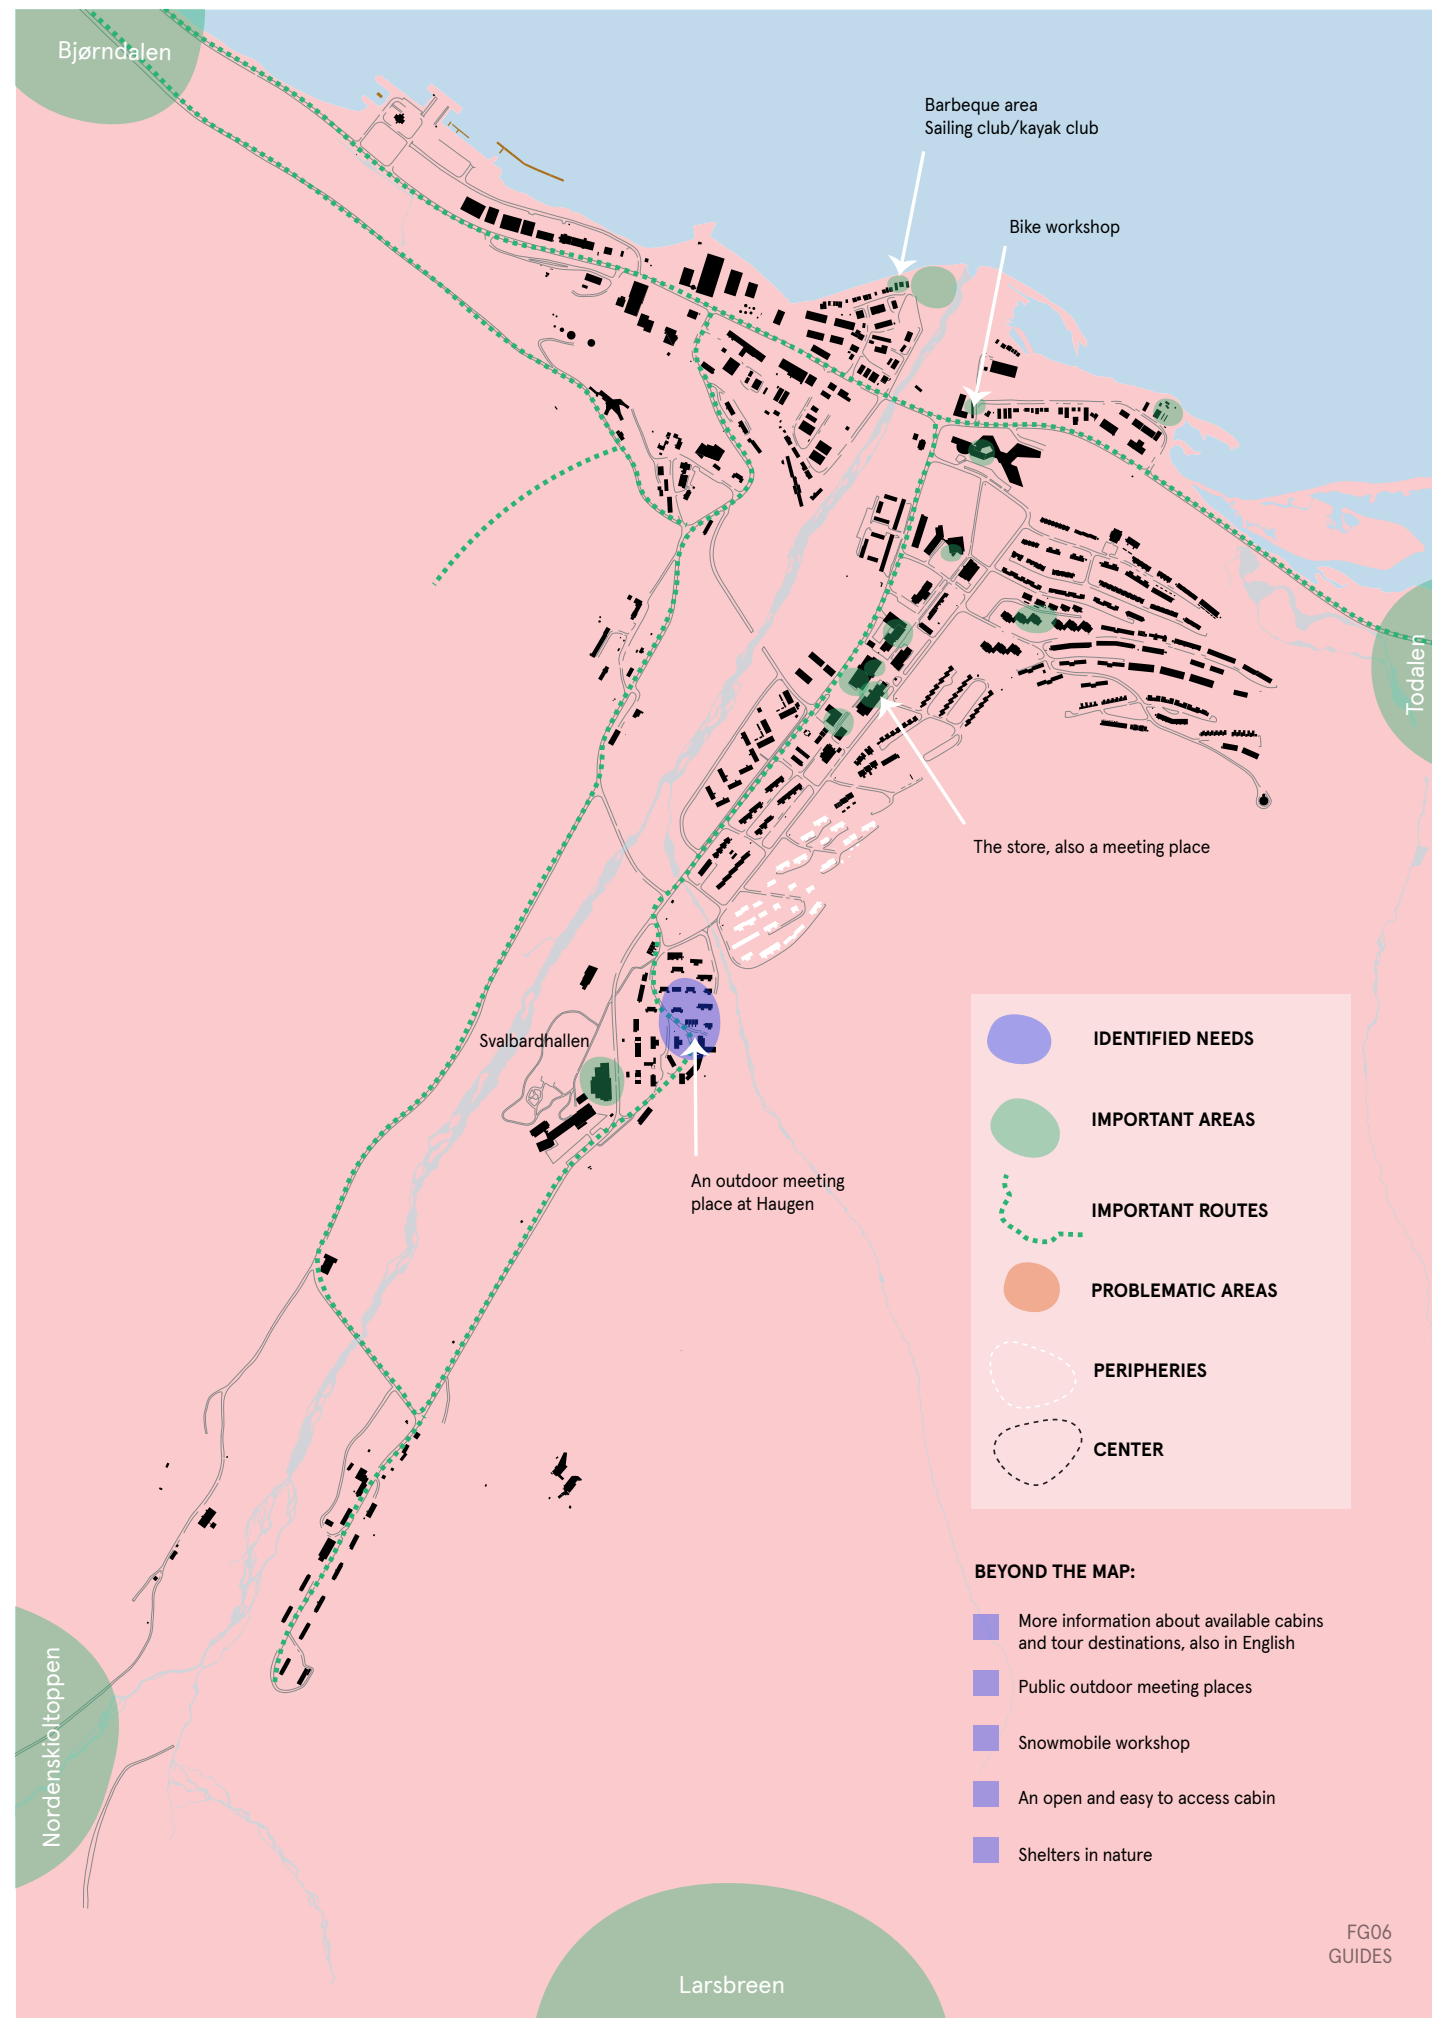 Bjørndalen
Barbeque area
Sailing club/kayak club
Bike workshop
Todalen
The store, also a meeting place
Svalbardhallen
An outdoor meeting
place at Haugen
IDENTIFIED NEEDS
IMPORTANT AREAS
IMPORTANT ROUTES
PROBLEMATIC AREAS
PERIPHERIES
CENTER
BEYOND THE MAP:
More information about available cabins
and tour destinations, also in English
Public outdoor meeting places
Snowmobile workshop
An open and easy to access cabin
Shelters in nature
Nordenskioltoppen
Larsbreen
FG06
GUIDES